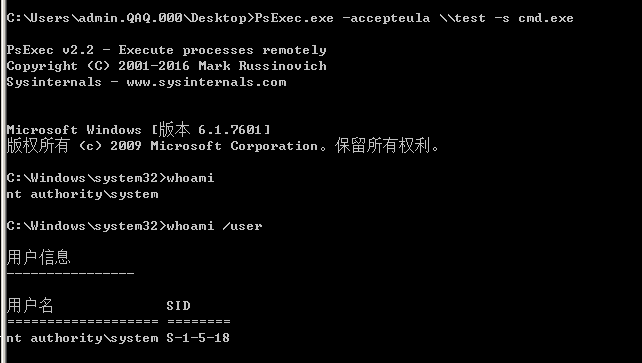 C:\Users\admin.QAQ.000\Desktop>PsExec.exe -accepteula \\test -s cmd.exe
PsExec v2.2 - Execute processes remotely
Copyright (C) 2001-2016 Mark Russinovich
Sysinternals - www.sysinternals.com
Microsoft Windows [版本 6.1.7601]
版权所有 (c) 2009 Microsoft Corporation。保留所有权利。
C:\Windows\system32>whoami
nt authority\system
C:\Windows\system32>whoami /user
用户信息
----------------
用户名 SID
=================== ========
nt authority\system S-1-5-18